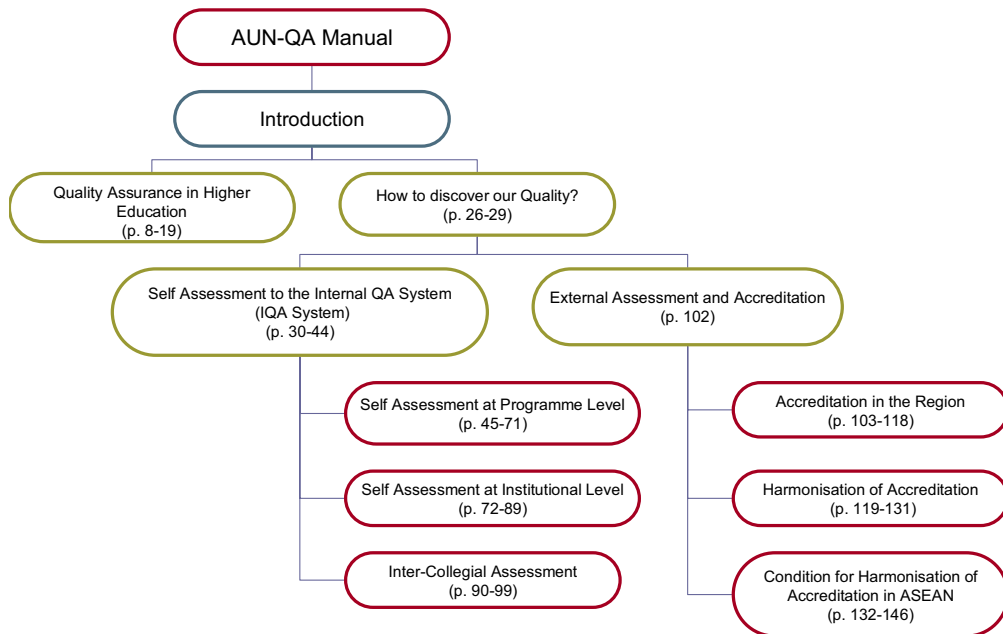 AUN-QA Manual
Introduction
Quality Assurance in Higher
Education
(p. 8-19)
How to discover our Quality?
(p. 26-29)
Self Assessment to the Internal QA System
(IQA System)
(p. 30-44)
External Assessment and Accreditation
(p. 102)
Self Assessment at Programme Level
(p. 45-71)
Self Assessment at Institutional Level
(p. 72-89)
Inter-Collegial Assessment
(p. 90-99)
Accreditation in the Region
(p. 103-118)
Harmonisation of Accreditation
(p. 119-131)
Condition for Harmonisation of
Accreditation in ASEAN
(p. 132-146)